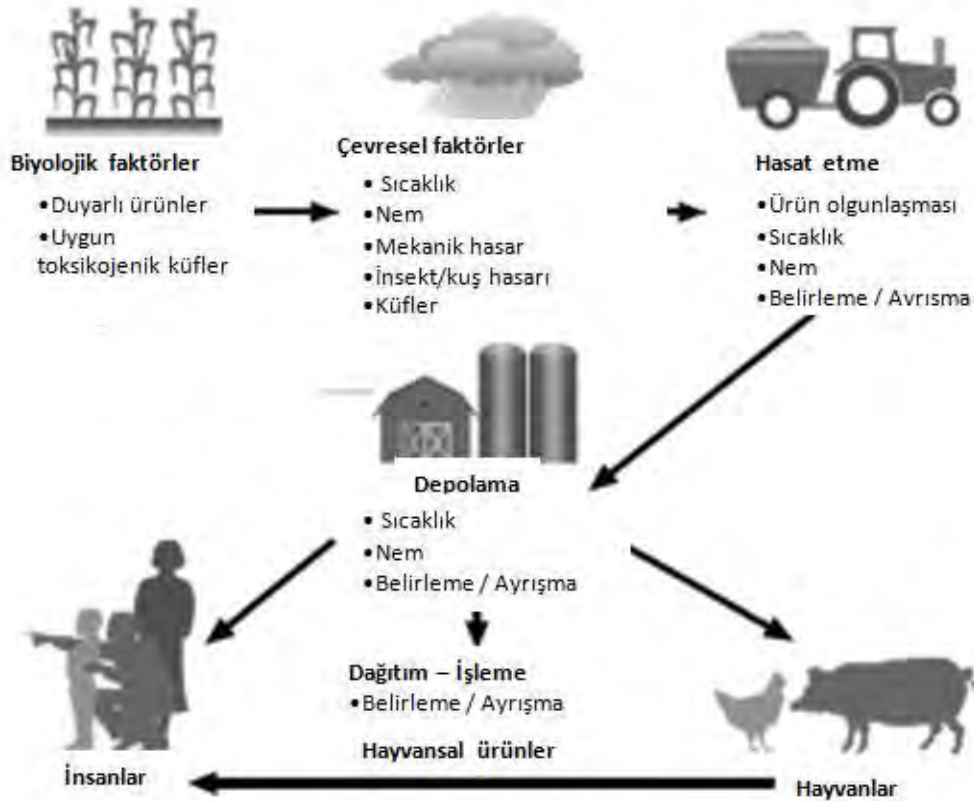 Biyolojik faktörler
•Duyarlı ürünler
•Uygun
toksikojenik küfler
Çevresel faktörler
• Sıcaklık
•Nem
•Mekanik hasar
•İnsekt/kuş hasarı
•Küfler
Hasat etme
•Ürün olgunlaşması
•Sıcaklık
•Nem
•Belirleme / Avrısma
Depolama
• Sıcaklık
•Nem
•Belirleme / Ayrışma
Dağıtım – İşleme
•Belirleme / Ayrışma
Hayvansal ürünler
İnsanlar
Hayvanlar